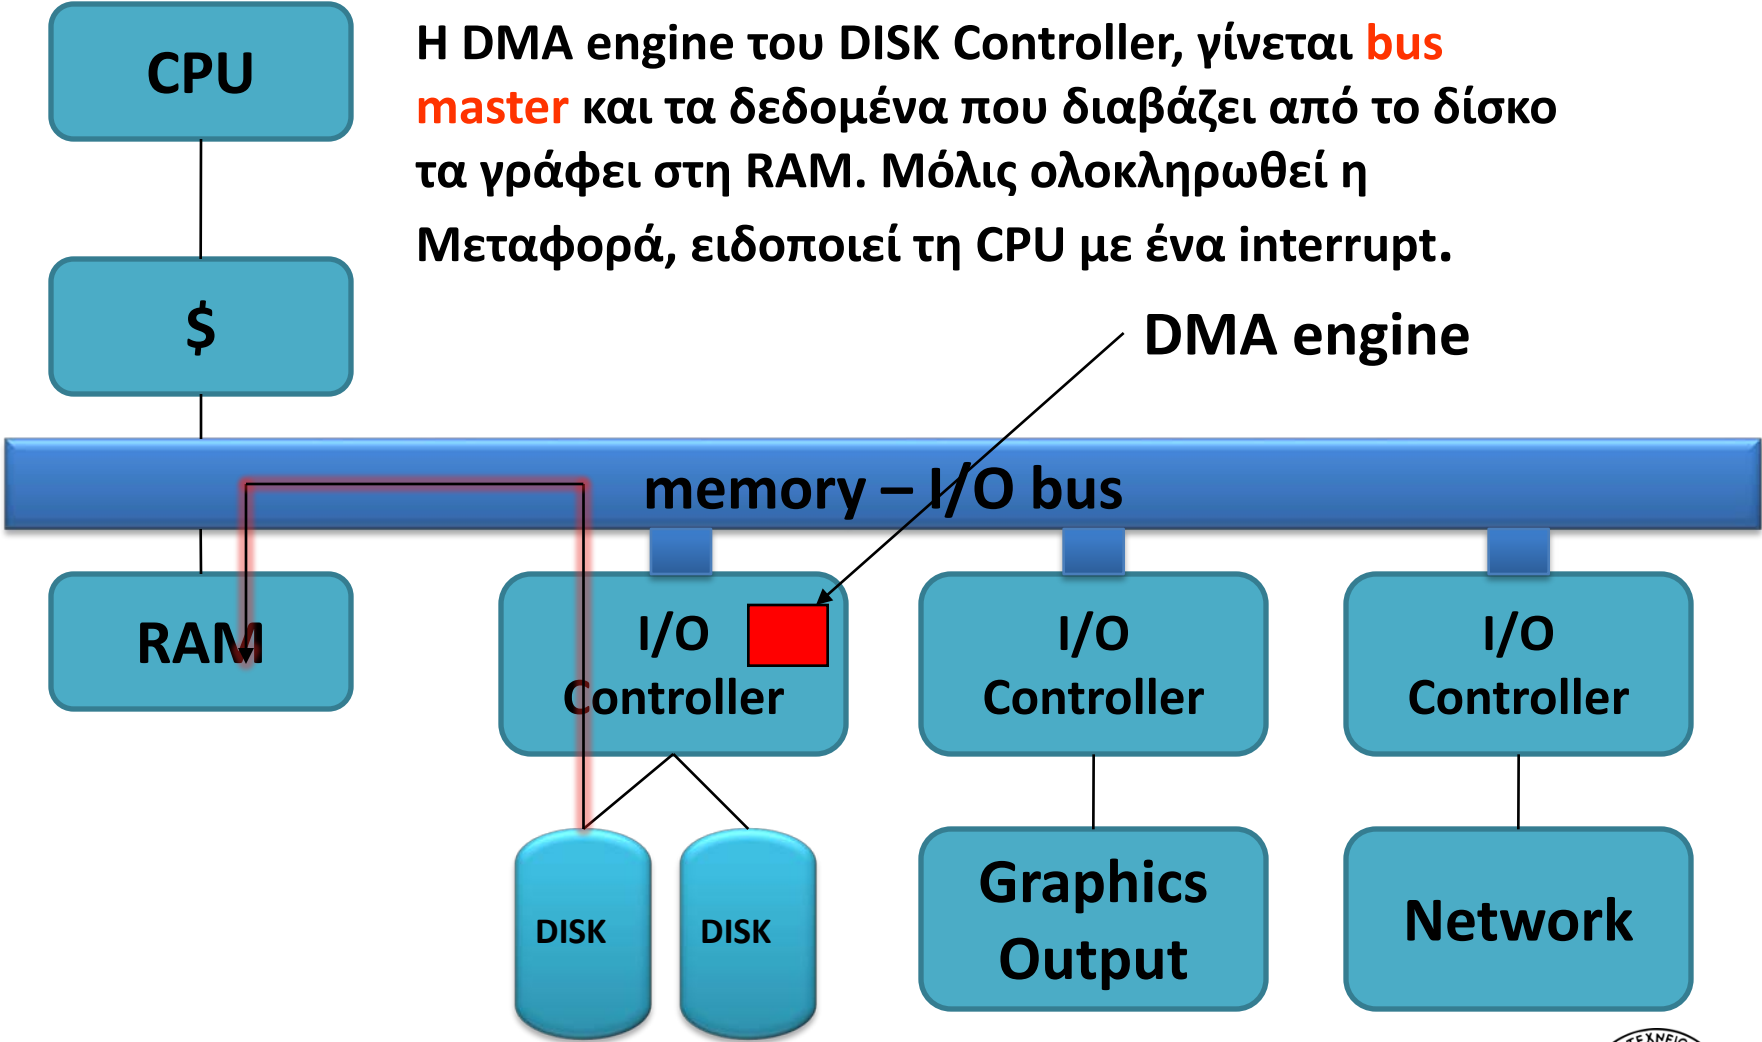 CPU
Η DMA engine του DISK Controller, γίνεται bus
master και τα δεδομένα που διαβάζει από το δίσκο
τα γράφει στη RAM. Μόλις ολοκληρωθεί η
Μεταφορά, ειδοποιεί τη CPU με ένα interrupt.
$
DMA engine
memory – I/O bus
RAM
I/O
Controller
I/O
Controller
I/O
Controller
DISK
DISK
Graphics
Output
Network